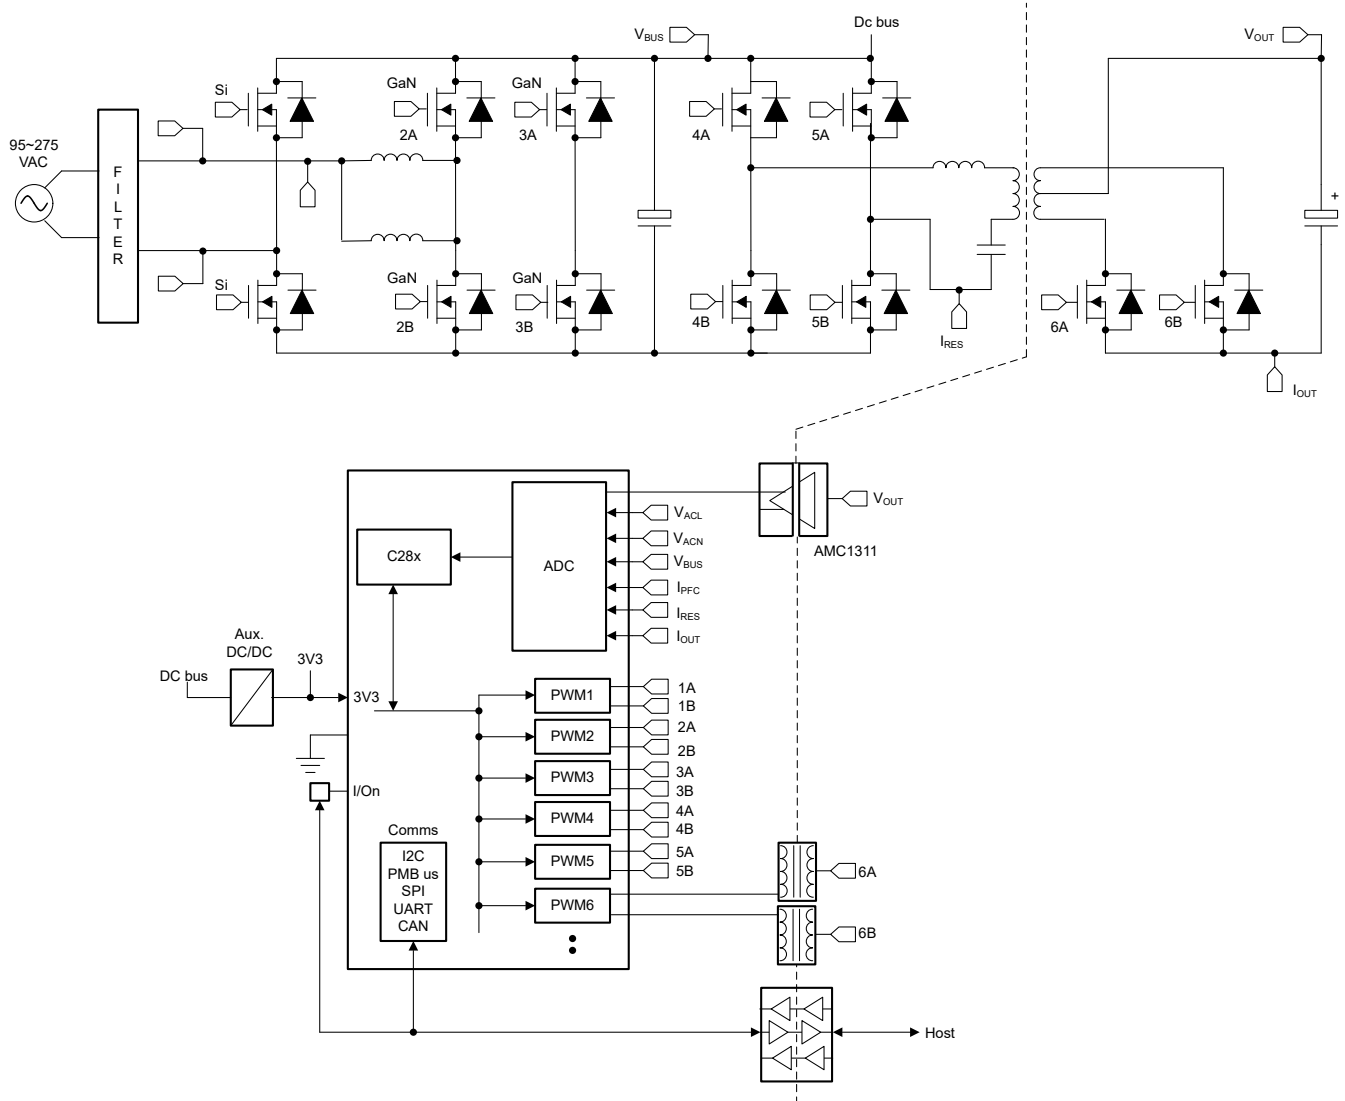 Dc bus
VBUS
VOUT
Si
GaN
GaN
2A
3A
4A
5A
95~275
VAC
FILTER
+
Si
GaN
GaN
2B
3B
4B
5B
6A
6B
IRES
IOUT
VOUT
AMC1311
VACL
VACN
VBUS
IPFC
IRES
IOUT
C28x
ADC
Aux.
DC/DC
3V3
DC bus
3V3
PWM1
1A
1B
PWM2
2A
2B
PWM3
3A
3B
I/On
PWM4
4A
4B
Comms
I2C
PMB us
SPI
UART
CAN
PWM5
5A
5B
PWM6
6A
6B
Host